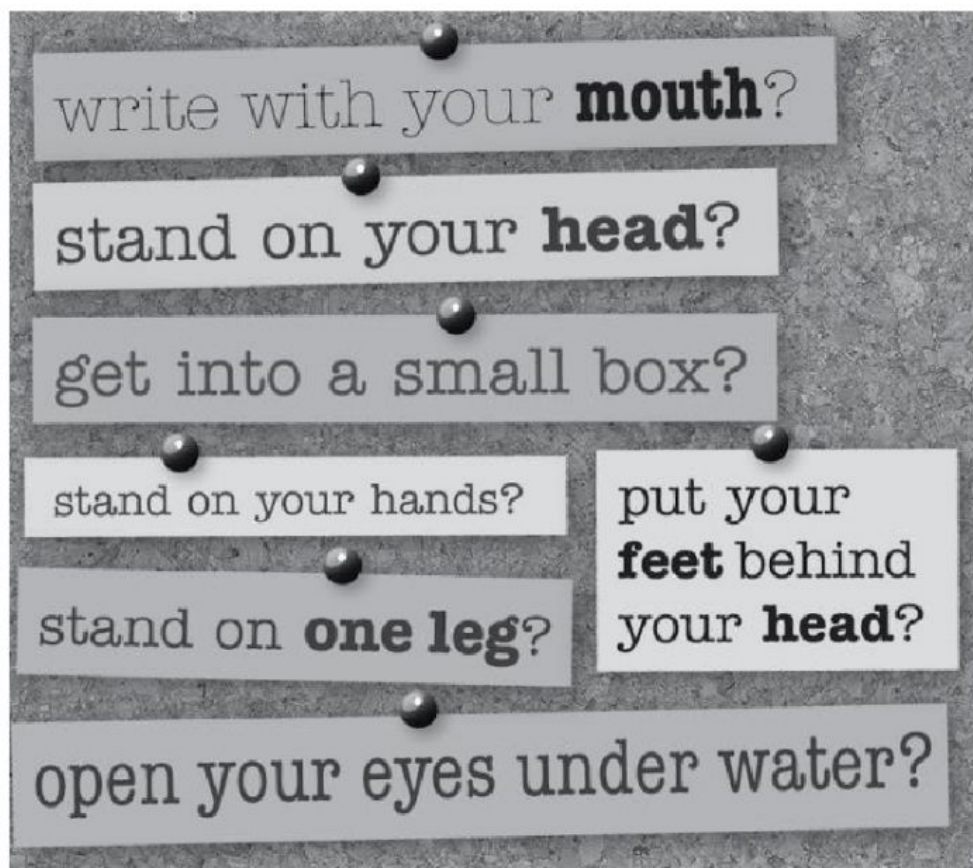 write with your mouth?
stand on your head?
get into a small box?
stand on your hands?
put your
feet behind
your head?
stand on one leg?
open your eyes under water?